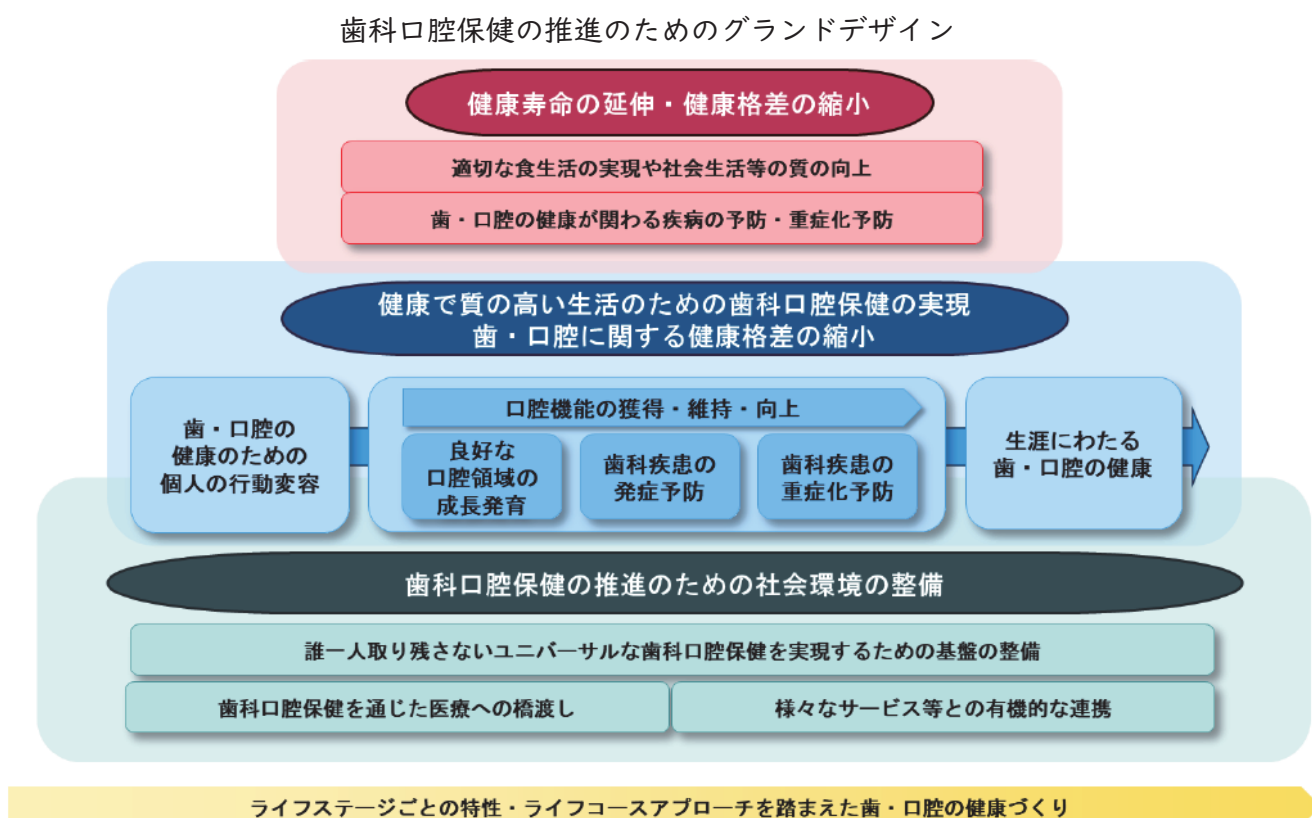 歯科口腔保健の推進のためのグランドデザイン
健康寿命の延伸・健康格差の縮小
適切な食生活の実現や社会生活等の質の向上
歯・口腔の健康が関わる疾病の予防・重症化予防
健康で質の高い生活のための歯科口腔保健の実現
歯・口腔に関する健康格差の縮小
歯・口腔の
健康のための
個人の行動変容
口腔機能の獲得・維持・向上
良好な
口腔領域の
成長発育
歯科疾患の
発症予防
歯科疾患の
重症化予防
生涯にわたる
歯・口腔の健康
歯科口腔保健の推進のための社会環境の整備
誰一人取り残さないユニバーサルな歯科口腔保健を実現するための基盤の整備
歯科口腔保健を通じた医療への橋渡し
様々なサービス等との有機的な連携
ライフステージごとの特性・ライフコースアプローチを踏まえた歯・口腔の健康づくり